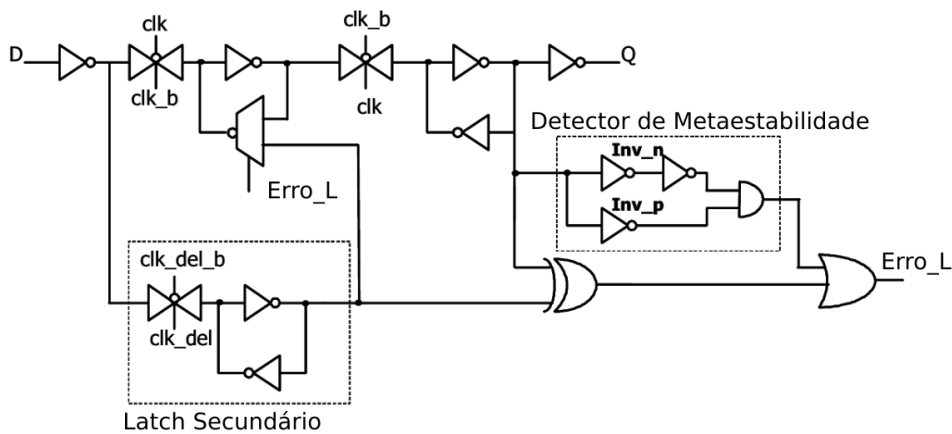 clk
clk_b
D
Q
clk_b
clk
Detector de Metaestabilidade
Inv_n
Inv_p
Erro_L
Erro_L
clk_del_b
clk_del
Latch Secundário